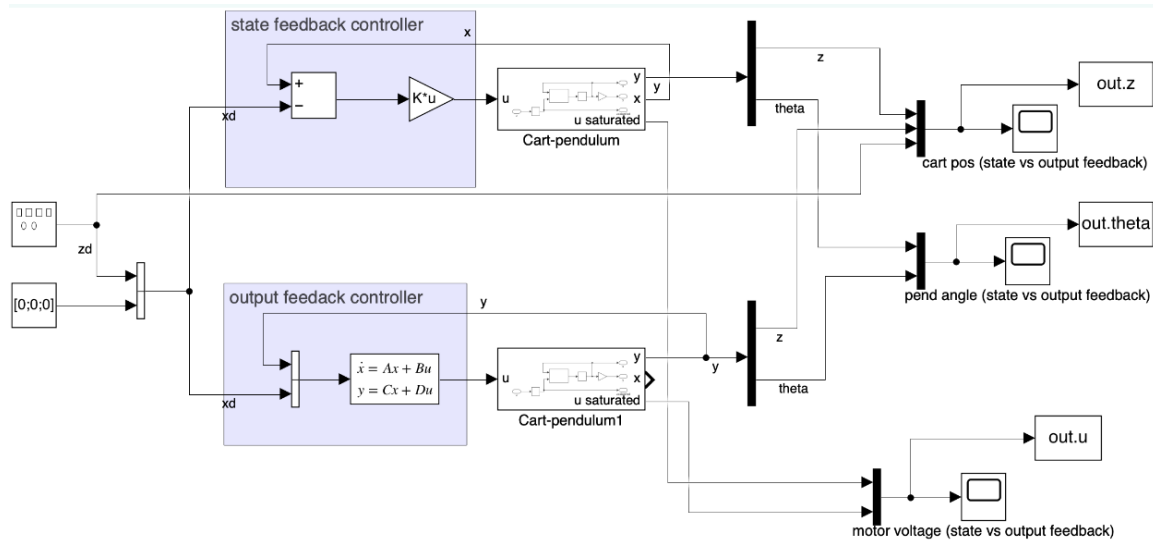 state feedback controller
x
+
−
xd
K*u
u
y
x
u saturated
y
Cart-pendulum
z
theta
out.z
cart pos (state vs output feedback)
zd
[0;0;0]
out.theta
pend angle (state vs output feedback)
output feedack controller
y
xd
ẋ = Ax + Bu
y = Cx + Du
u
y
x
u saturated
y
Cart-pendulum1
z
theta
out.u
motor voltage (state vs output feedback)